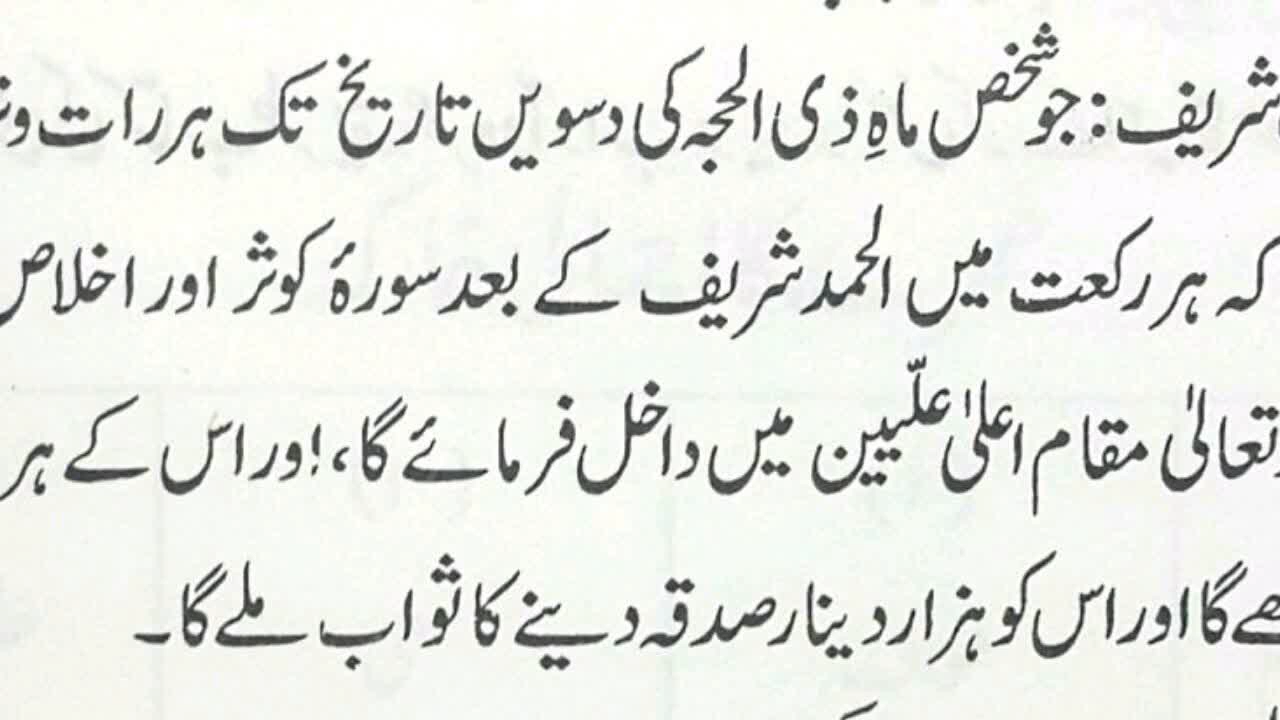 شریف: جو شخص ماہِ ذی الحجہ کی دسویں تاریخ تک ہر رات
کہ ہر رکعت میں الحمد شریف کے بعد سورۂ کوثر اور اخلاص
تعالیٰ مقام اعلیٰ علّیین میں داخل فرمائے گا، اور اس کے ہر
گا اور اس کو ہزار دینار صدقہ دینے کا ثواب ملے گا۔